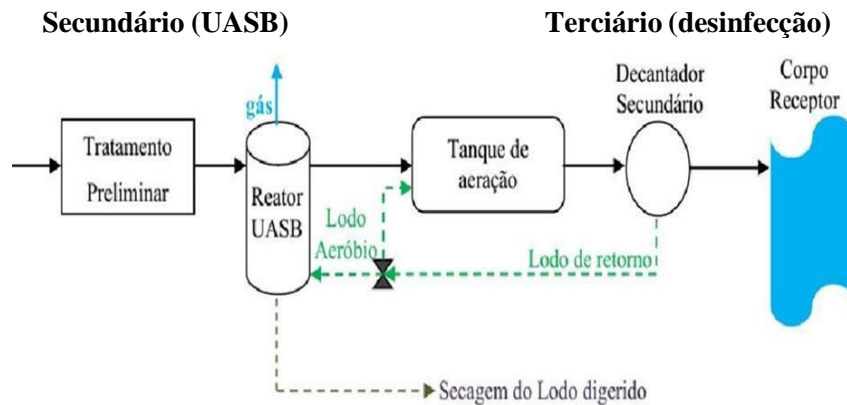 Secundário (UASB)
Terciário (desinfecção)
gás
Decantador
Secundário
Corpo
Receptor
Tratamento
Preliminar
Reator
UASB
Tanque de
aeração
Lodo
Aeróbio
Lodo de retorno
Secagem do Lodo digerido